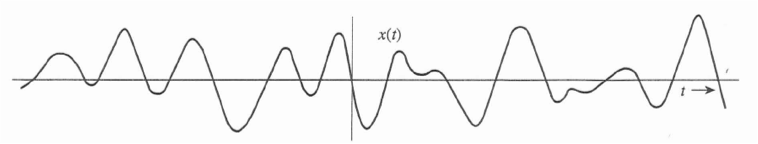 x(t)
t →